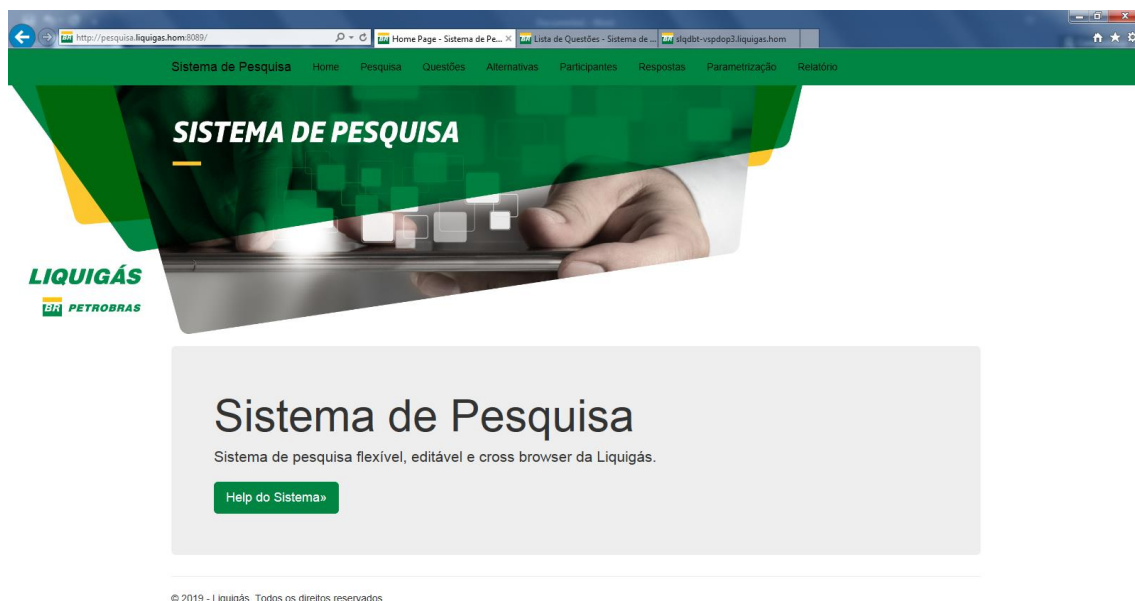 http://pesquisa.liquigas.hom:8089/
Home Page - Sistema de Pe...
Lista de Questões - Sistema de ...
slqdbt-vspdop3.liquigas.hom
Sistema de Pesquisa Home Pesquisa Questões Alternativas Participantes Respostas Parametrização Relatório
SISTEMA DE PESQUISA
LIQUIGÁS
BR PETROBRAS
Sistema de Pesquisa
Sistema de pesquisa flexível, editável e cross browser da Liquigás.
Help do Sistema»
© 2019 - Liquigás. Todos os direitos reservados